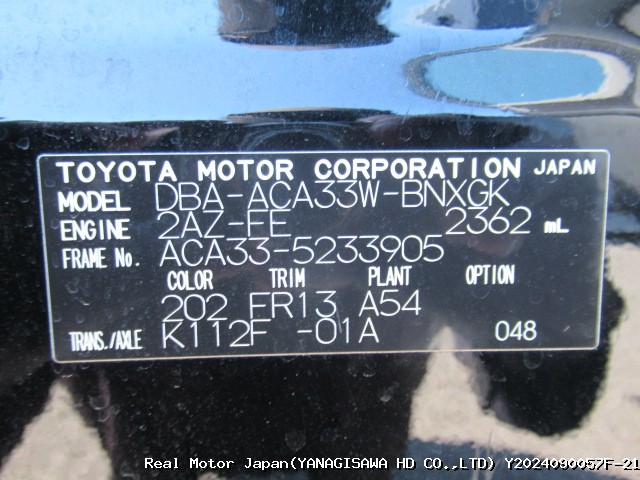 TOYOTA MOTOR CORPORATION JAPAN
MODEL DBA-ACA33W-BNXGK
ENGINE 2AZ-FE 2362 mL
FRAME No. ACA33-5233905
COLOR TRIM PLANT OPTION
202 FR13 A54
TRANS./AXLE K112F -01A 048
Real Motor Japan(YANAGISAWA HD CO.,LTD) Y2024090057F-21